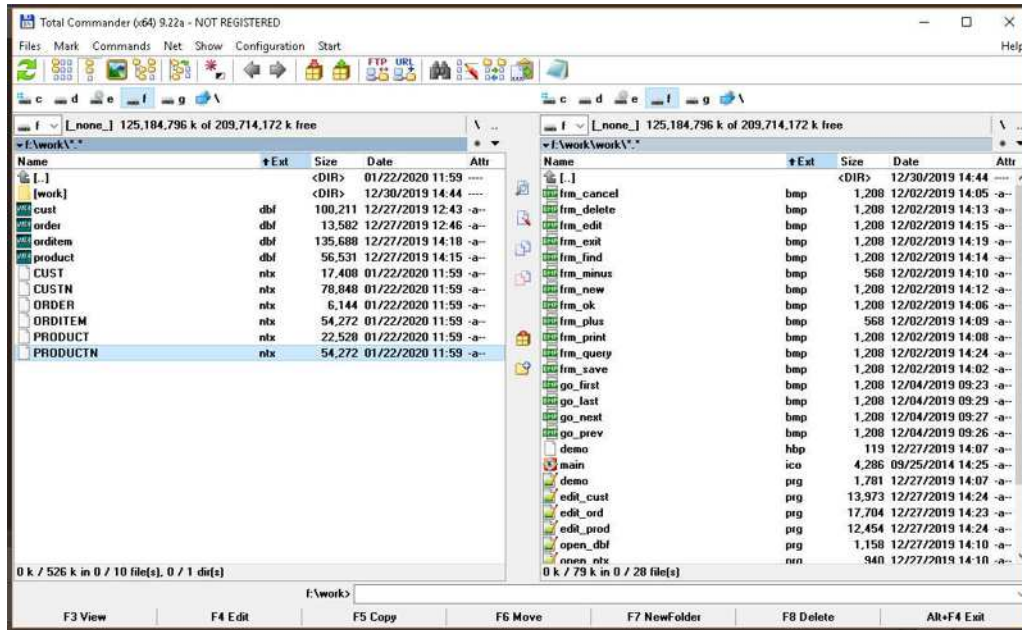 Total Commander (x64) 9.22a - NOT REGISTERED
Files Mark Commands Net Show Configuration Start Help
FTP URL
c d e f g \ c d e f g \
f [_none_] 125,184,796 k of 209,714,172 k free \ .. f [_none_] 125,184,796 k of 209,714,172 k free \ ..
f:\work\*.* * f:\work\work\*.* *
Name Ext Size Date Attr Name Ext Size Date Attr
[..] <DIR> 01/22/2020 11:59 ---- [..] <DIR> 12/30/2019 14:44 ----
[work] <DIR> 12/30/2019 14:44 ---- frm_cancel bmp 1,208 12/02/2019 14:05 -a--
cust dbf 100,211 12/27/2019 12:43 -a-- frm_delete bmp 1,208 12/02/2019 14:13 -a--
order dbf 13,582 12/27/2019 12:46 -a-- frm_edit bmp 1,208 12/02/2019 14:15 -a--
orditem dbf 135,688 12/27/2019 14:18 -a-- frm_exit bmp 1,208 12/02/2019 14:19 -a--
product dbf 56,531 12/27/2019 14:15 -a-- frm_find bmp 1,208 12/02/2019 14:14 -a--
CUST ntx 17,408 01/22/2020 11:59 -a-- frm_minus bmp 568 12/02/2019 14:10 -a--
CUSTN ntx 78,848 01/22/2020 11:59 -a-- frm_new bmp 1,208 12/02/2019 14:12 -a--
ORDER ntx 6,144 01/22/2020 11:59 -a-- frm_ok bmp 1,208 12/02/2019 14:06 -a--
ORDITEM ntx 54,272 01/22/2020 11:59 -a-- frm_plus bmp 568 12/02/2019 14:09 -a--
PRODUCT ntx 22,528 01/22/2020 11:59 -a-- frm_print bmp 1,208 12/02/2019 14:08 -a--
PRODUCTN ntx 54,272 01/22/2020 11:59 -a-- frm_query bmp 1,208 12/02/2019 14:24 -a--
frm_save bmp 1,208 12/02/2019 14:02 -a--
go_first bmp 1,208 12/04/2019 09:23 -a--
go_last bmp 1,208 12/04/2019 09:29 -a--
go_next bmp 1,208 12/04/2019 09:27 -a--
go_prev bmp 1,208 12/04/2019 09:26 -a--
demo hbp 119 12/27/2019 14:07 -a--
main ico 4,286 09/25/2014 14:25 -a--
demo prg 1,781 12/27/2019 14:07 -a--
edit_cust prg 13,973 12/27/2019 14:24 -a--
edit_ord prg 17,704 12/27/2019 14:23 -a--
edit_prod prg 12,454 12/27/2019 14:24 -a--
open_dbf prg 1,158 12/27/2019 14:10 -a--
open_ntx prg 940 12/27/2019 14:10 -a--
0 k / 526 k in 0 / 10 file(s), 0 / 1 dir(s) 0 k / 79 k in 0 / 28 file(s)
f:\work>
F3 View F4 Edit F5 Copy F6 Move F7 NewFolder F8 Delete Alt+F4 Exit